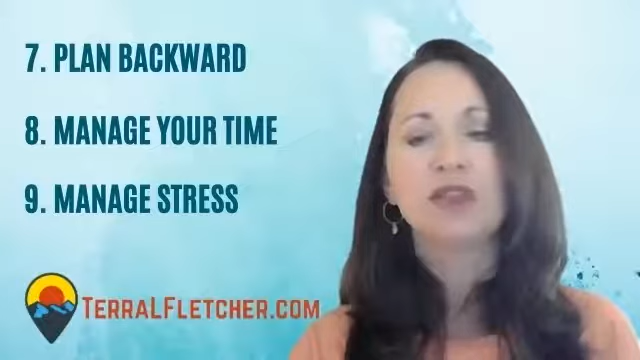 7. PLAN BACKWARD
8. MANAGE YOUR TIME
9. MANAGE STRESS
TERRALFLETCHER.COM